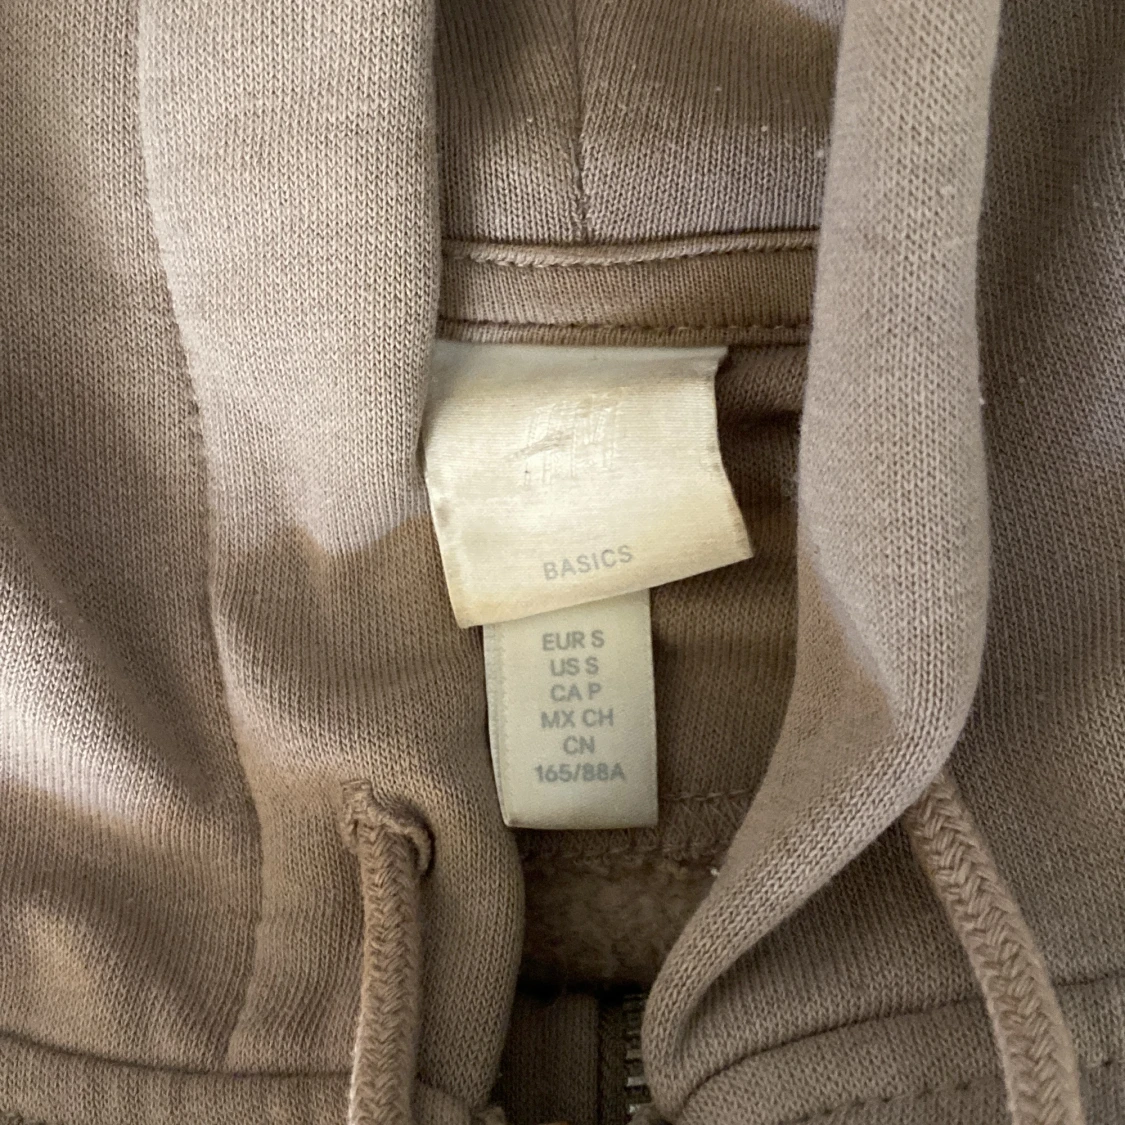 H&M
BASICS
EUR S
US S
CA P
MX CH
CN
165/88A